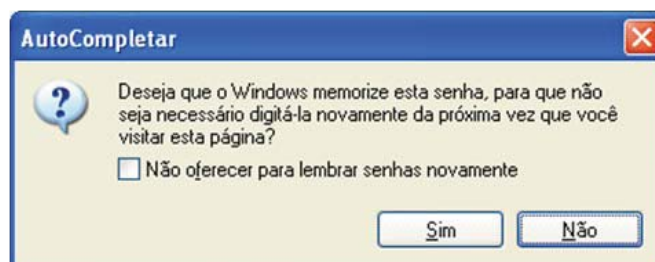 AutoCompletar
Deseja que o Windows memorize esta senha, para que não
seja necessário digitá-la novamente da próxima vez que você
visitar esta página?
Não oferecer para lembrar senhas novamente
Sim
Não